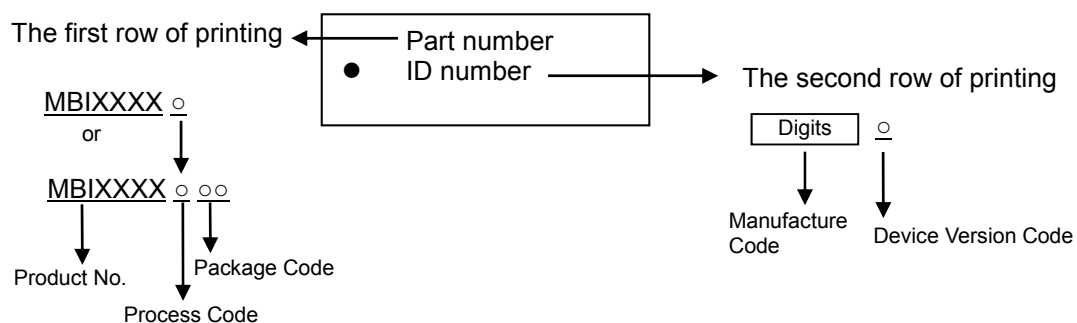 The first row of printing
Part number
● ID number
The second row of printing
MBIXXXX ○
or
MBIXXXX ○ ○○
Product No.
Package Code
Process Code
Digits ○
Manufacture
Code
Device Version Code